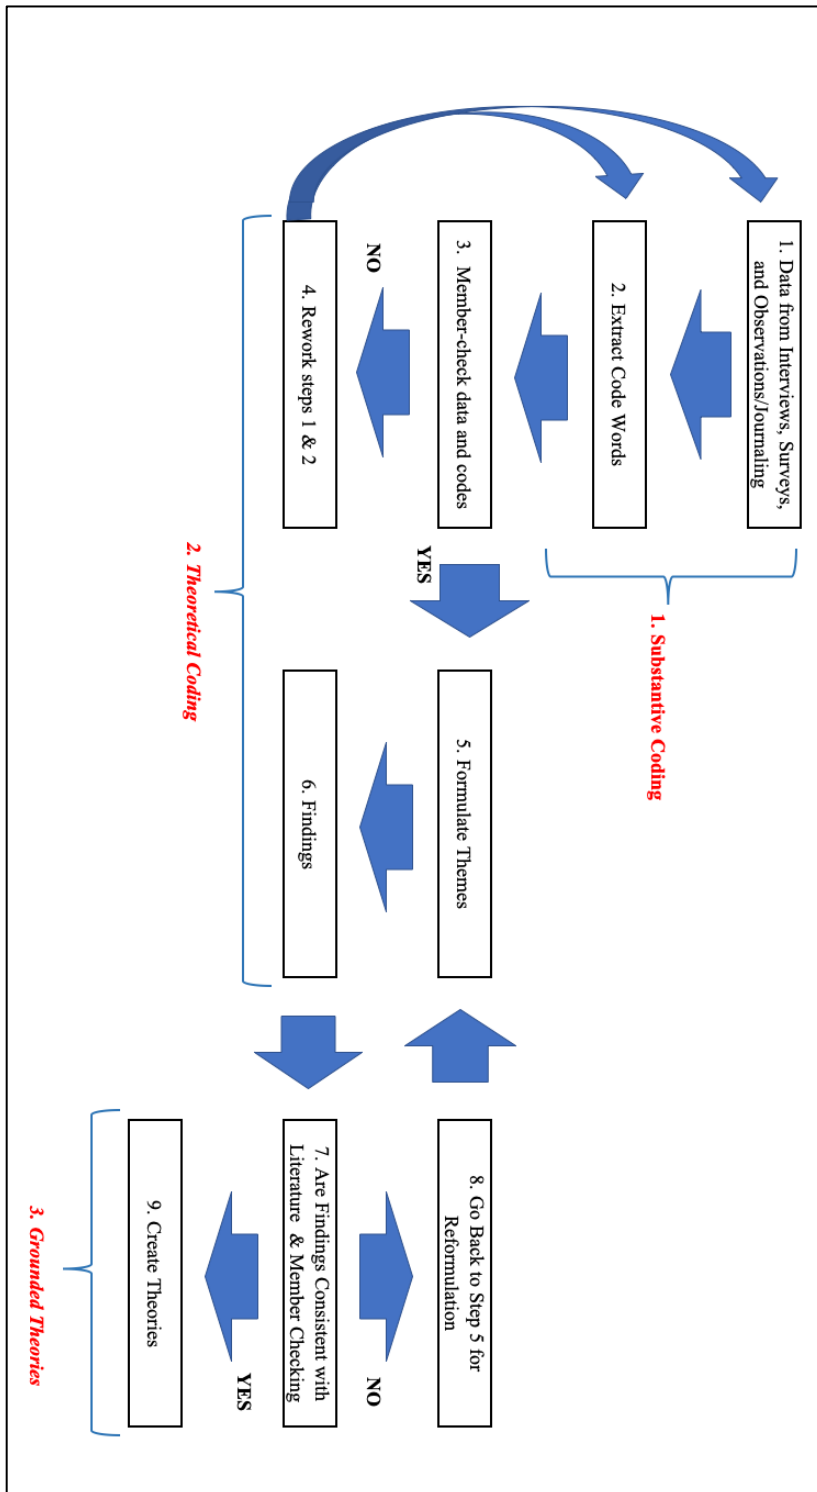 1. Data from Interviews, Surveys,
and Observations/Journaling
2. Extract Code Words
3. Member-check data and codes
NO
4. Rework steps 1 & 2
1. Substantive Coding
YES
2. Theoretical Coding
5. Formulate Themes
6. Findings
8. Go Back to Step 5 for
Reformulation
NO
7. Are Findings Consistent with
Literature & Member Checking
YES
9. Create Theories
3. Grounded Theories